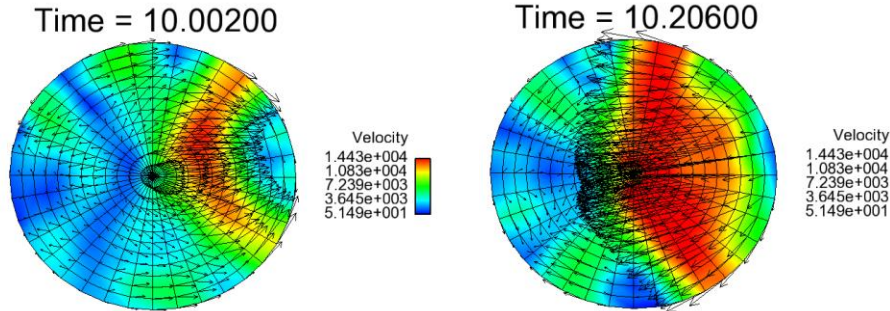 Time = 10.00200
Velocity
1.443e+004
1.083e+004
7.239e+003
3.645e+003
5.149e+001
Time = 10.20600
Velocity
1.443e+004
1.083e+004
7.239e+003
3.645e+003
5.149e+001